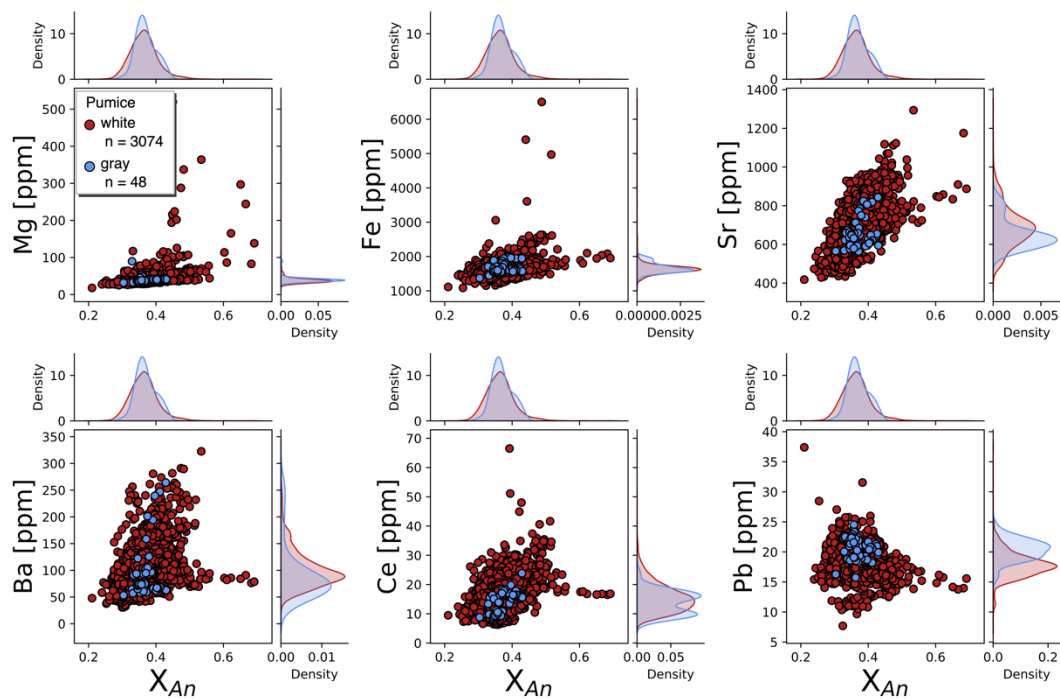 Density
10
0
Mg [ppm]
500
400
300
200
100
0
Pumice
white
n = 3074
gray
n = 48
0.2 0.4 0.6
0.00 0.05
Density
Density
10
0
Fe [ppm]
6000
5000
4000
3000
2000
1000
0.2 0.4 0.6
0.0000 0.0025
Density
Density
10
0
Sr [ppm]
1400
1200
1000
800
600
400
0.2 0.4 0.6
0.000 0.005
Density
Density
10
0
Ba [ppm]
350
300
250
200
150
100
50
0
0.2 0.4 0.6
0.00 0.01
Density
X_An
Density
10
0
Ce [ppm]
70
60
50
40
30
20
10
0
0.2 0.4 0.6
0.00 0.05
Density
X_An
Density
10
0
Pb [ppm]
40
35
30
25
20
15
10
5
0.2 0.4 0.6
0.0 0.2
Density
X_An